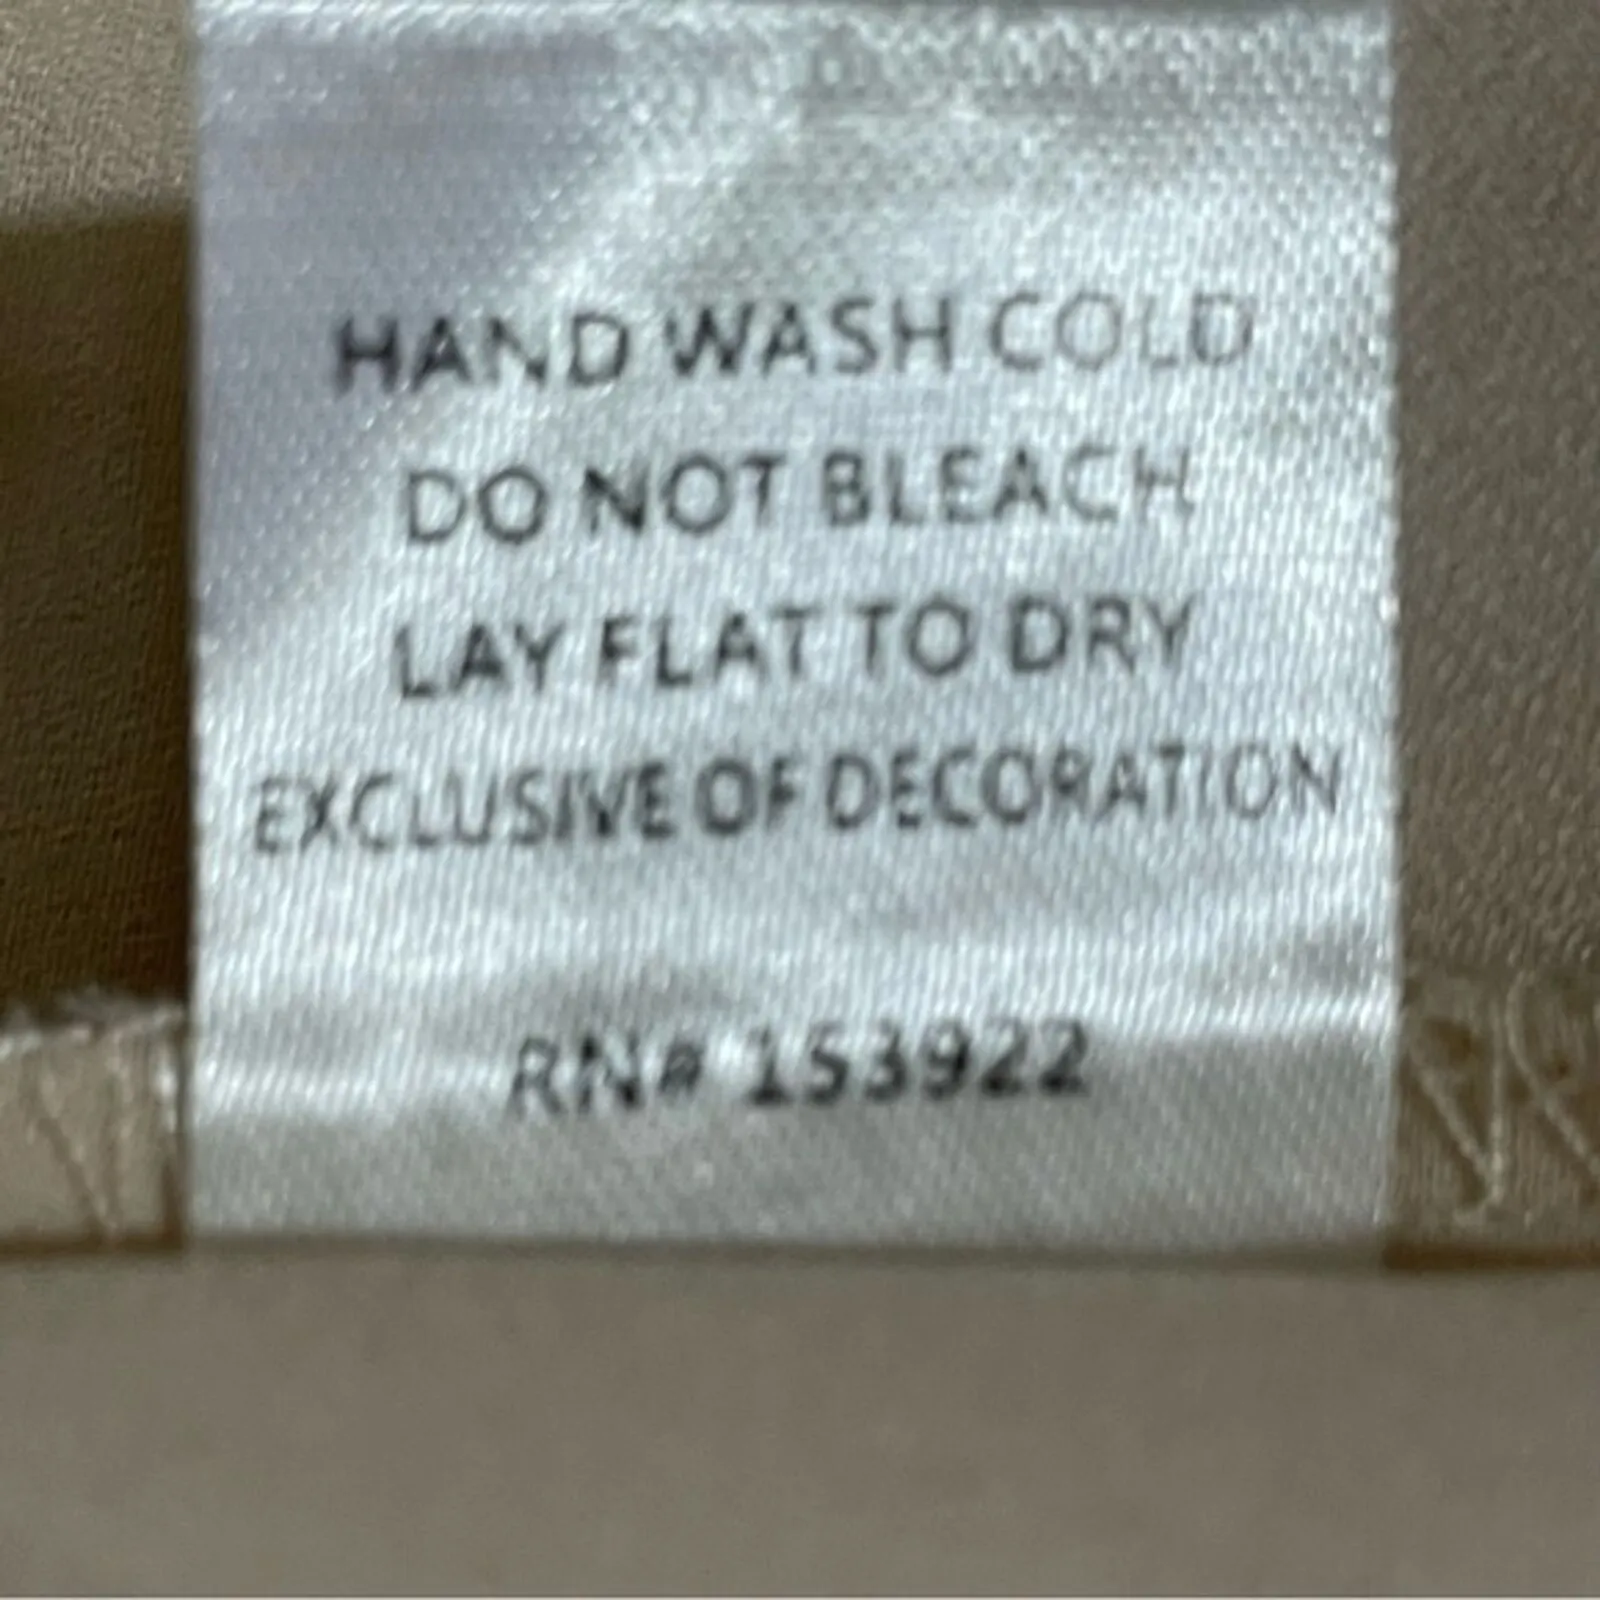 HAND WASH COLD
DO NOT BLEACH
LAY FLAT TO DRY
EXCLUSIVE OF DECORATION
RN# 153922